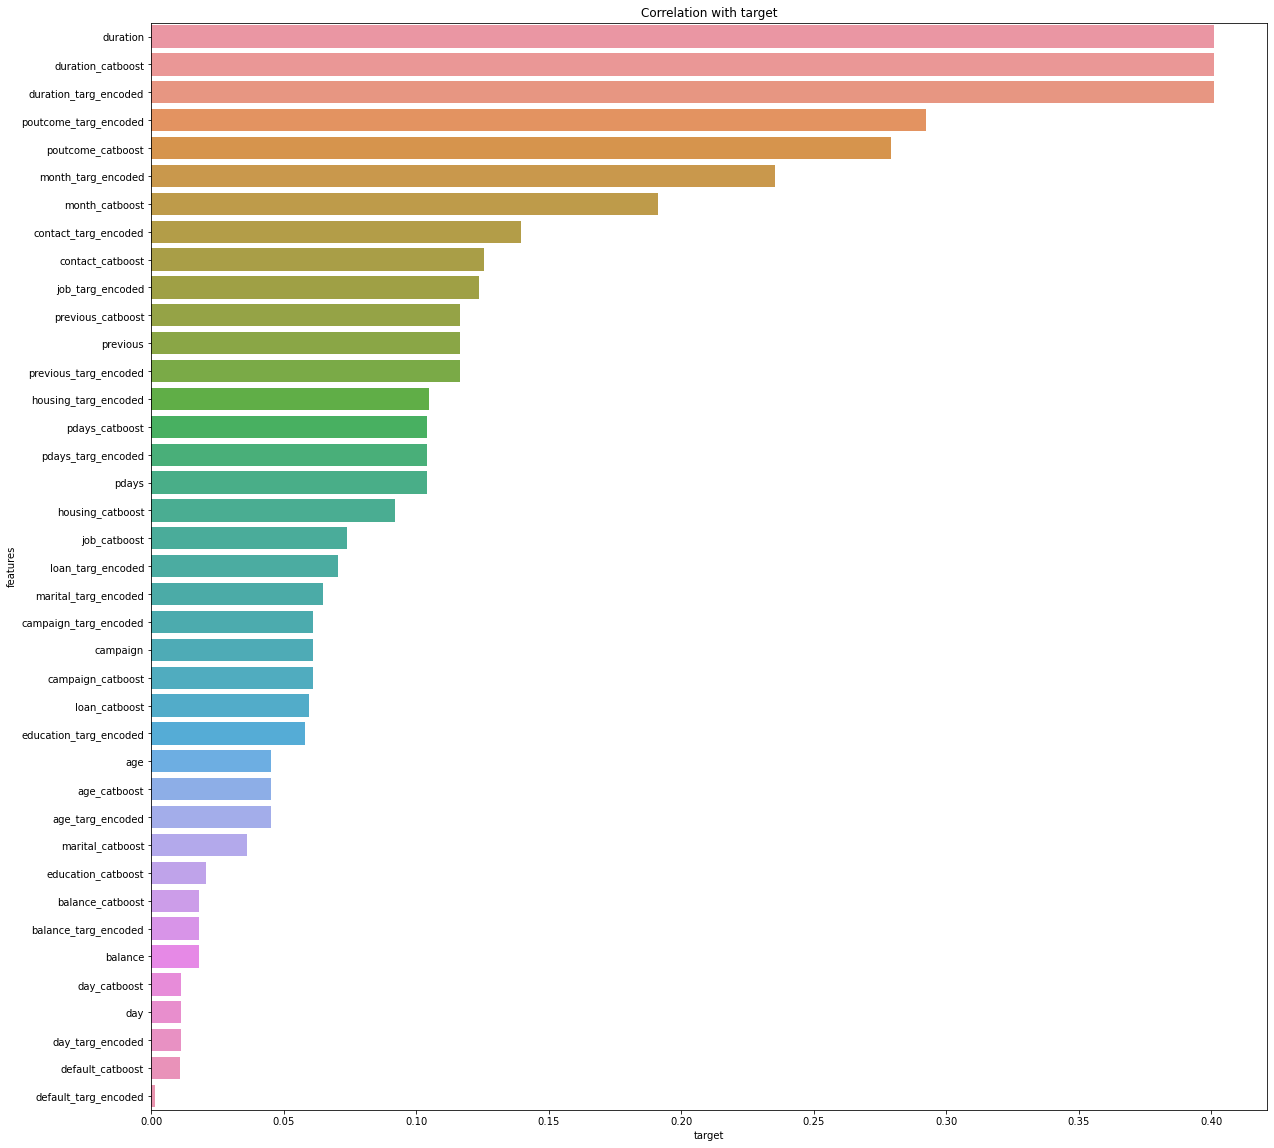 Correlation with target
duration
duration_catboost
duration_targ_encoded
poutcome_targ_encoded
poutcome_catboost
month_targ_encoded
month_catboost
contact_targ_encoded
contact_catboost
job_targ_encoded
previous_catboost
previous
previous_targ_encoded
housing_targ_encoded
pdays_catboost
pdays_targ_encoded
pdays
housing_catboost
job_catboost
loan_targ_encoded
marital_targ_encoded
campaign_targ_encoded
campaign
campaign_catboost
loan_catboost
education_targ_encoded
age
age_catboost
age_targ_encoded
marital_catboost
education_catboost
balance_catboost
balance_targ_encoded
balance
day_catboost
day
day_targ_encoded
default_catboost
default_targ_encoded
features
0.00 0.05 0.10 0.15 0.20 0.25 0.30 0.35 0.40
target